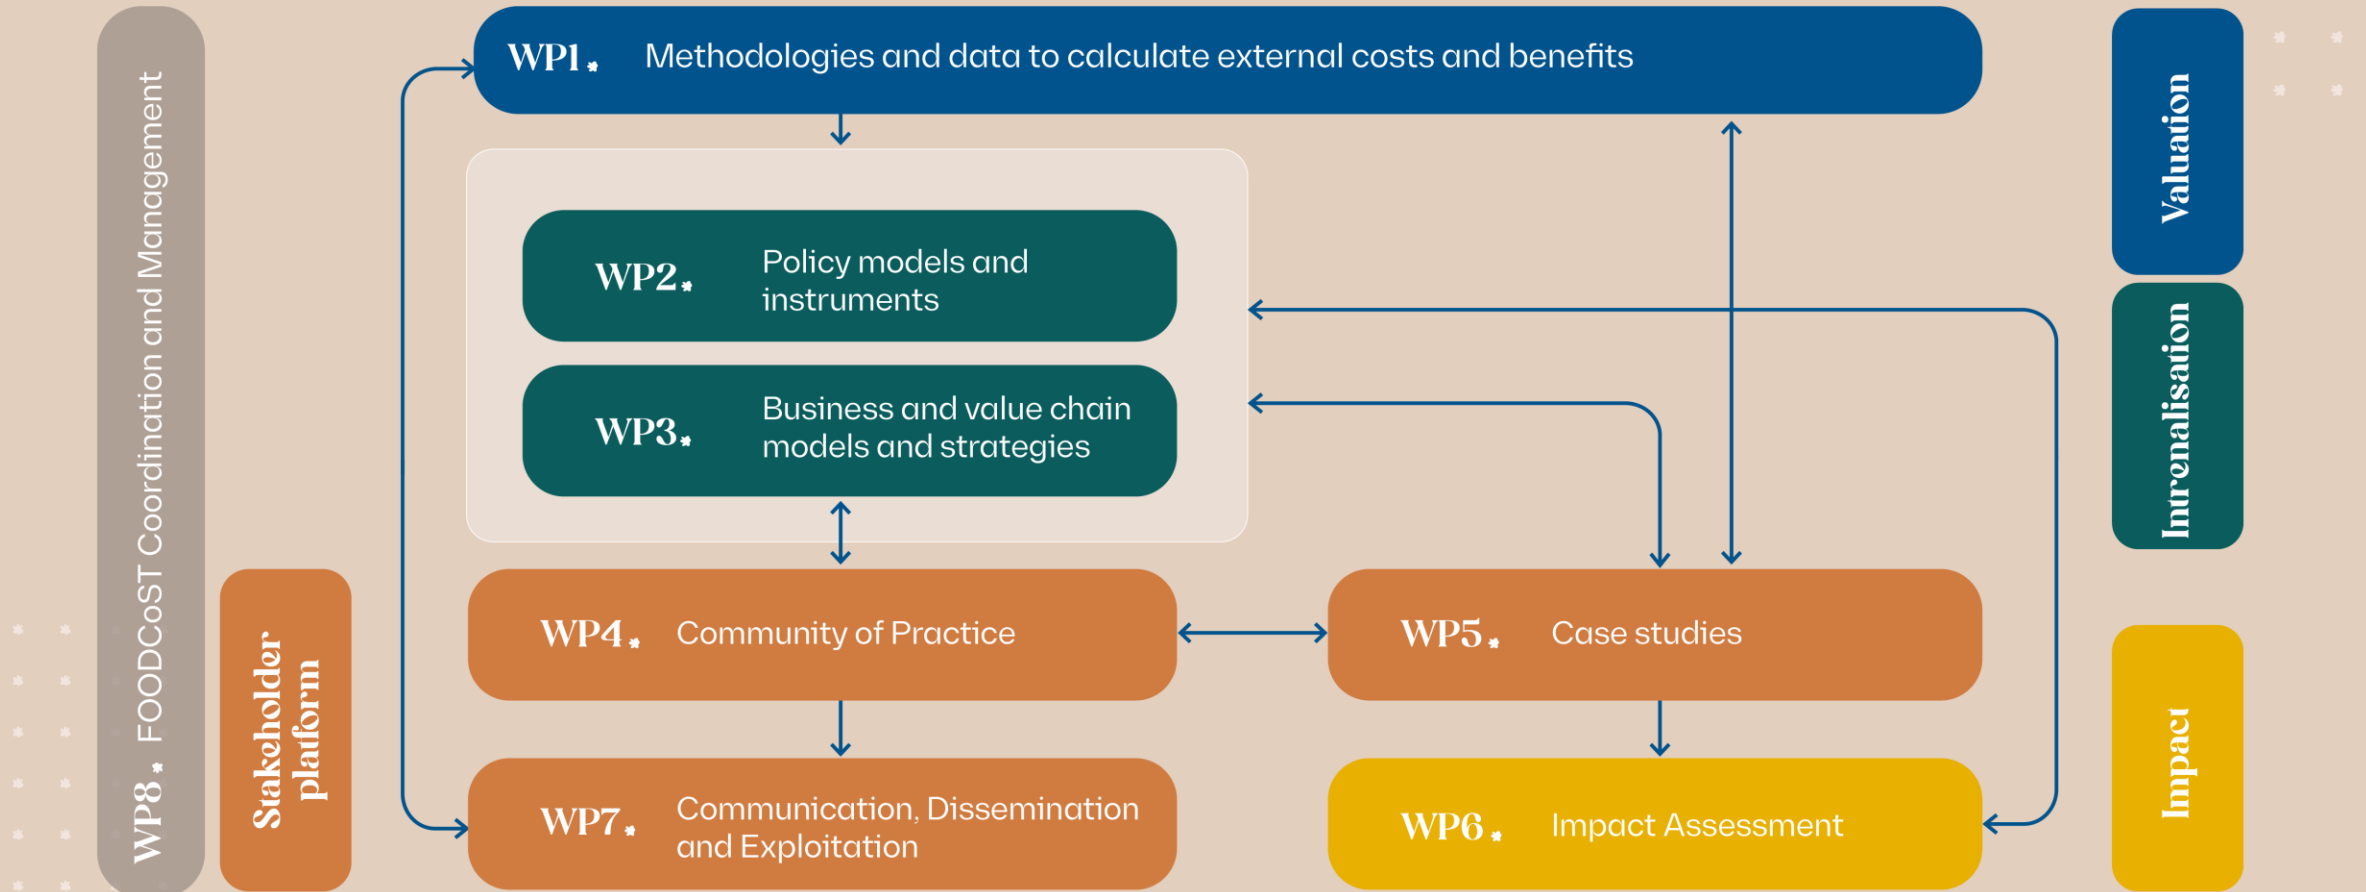 WP8. FOODCoST Coordination and Management
Stakeholder
platform
WP1. Methodologies and data to calculate external costs and benefits
WP2. Policy models and
instruments
WP3. Business and value chain
models and strategies
WP4. Community of Practice
WP5. Case studies
WP7. Communication, Dissemination
and Exploitation
WP6. Impact Assessment
Valuation
Intrenalisation
Impact